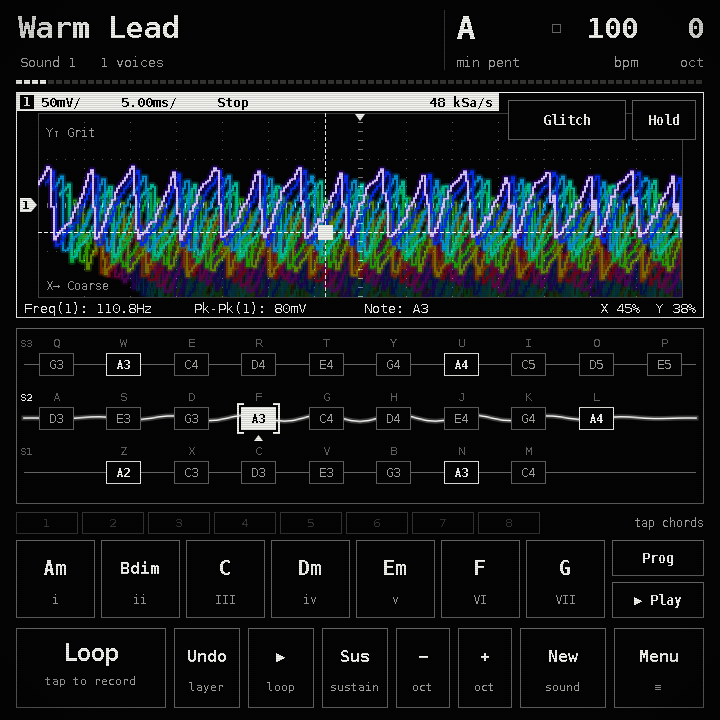 Warm Lead
A □ 100 0
Sound 1 1 voices
min pent bpm oct
1 50mV/ 5.00ms/ Stop 48 kSa/s
Glitch Hold
Y↑ Grit
1
X→ Coarse
Freq(1): 110.8Hz Pk-Pk(1): 80mV Note: A3 X 45% Y 38%
S3 Q W E R T Y U I O P
G3 A3 C4 D4 E4 G4 A4 C5 D5 E5
S2 A S D F G H J K L
D3 E3 G3 A3 C4 D4 E4 G4 A4
S1 Z X C V B N M
A2 C3 D3 E3 G3 A3 C4
1 2 3 4 5 6 7 8 tap chords
Am Bdim C Dm Em F G Prog
i ii III iv v VI VII ▶ Play
Loop Undo ▶ Sus − + New Menu
tap to record layer loop sustain oct oct sound ≡